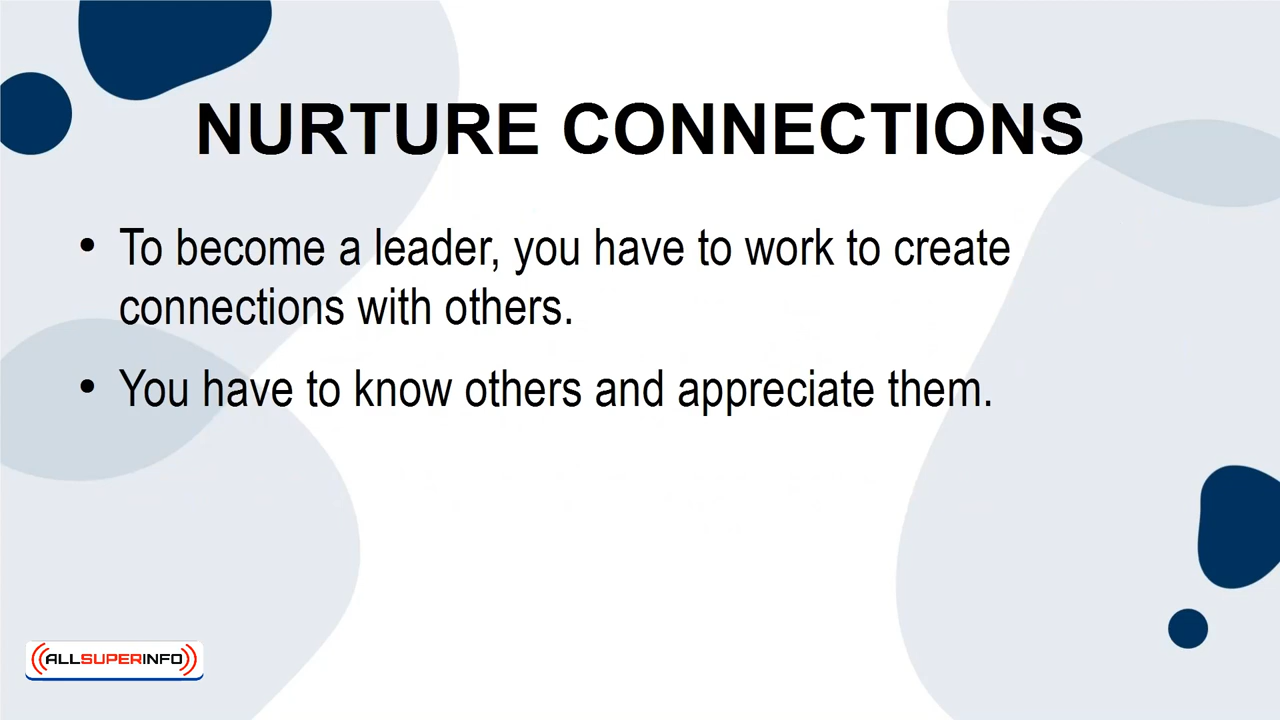 NURTURE CONNECTIONS
• To become a leader, you have to work to create
connections with others.
• You have to know others and appreciate them.
ALLSUPERINFO